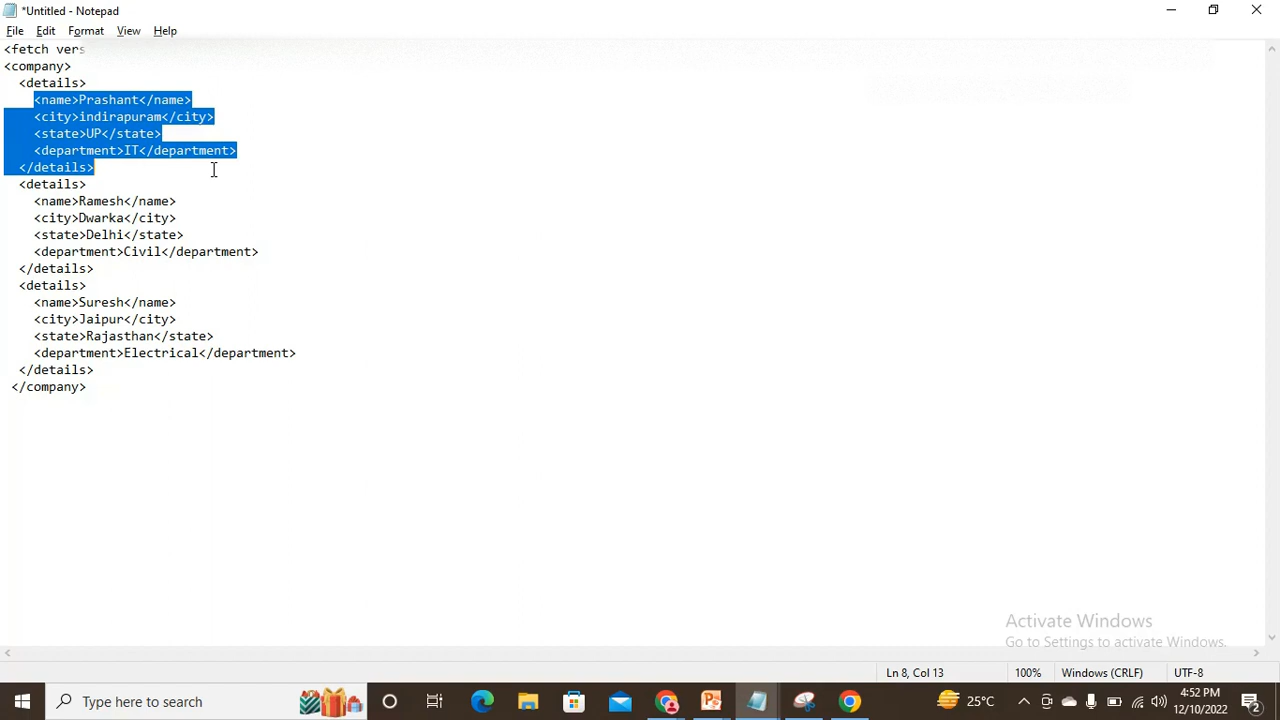 *Untitled - Notepad
File Edit Format View Help
<fetch vers
<company>
<details>
<name>Prashant</name>
<city>indirapuram</city>
<state>UP</state>
<department>IT</department>
</details>
<details>
<name>Ramesh</name>
<city>Dwarka</city>
<state>Delhi</state>
<department>Civil</department>
</details>
<details>
<name>Suresh</name>
<city>Jaipur</city>
<state>Rajasthan</state>
<department>Electrical</department>
</details>
</company>
Activate Windows
Go to Settings to activate Windows.
Ln 8, Col 13 100% Windows (CRLF) UTF-8
Type here to search
25°C
4:52 PM
12/10/2022
2